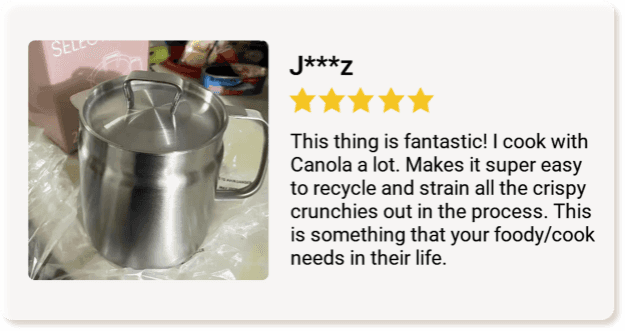 SELEC
J***z
This thing is fantastic! I cook with
Canola a lot. Makes it super easy
to recycle and strain all the crispy
crunchies out in the process. This
is something that your foody/cook
needs in their life.